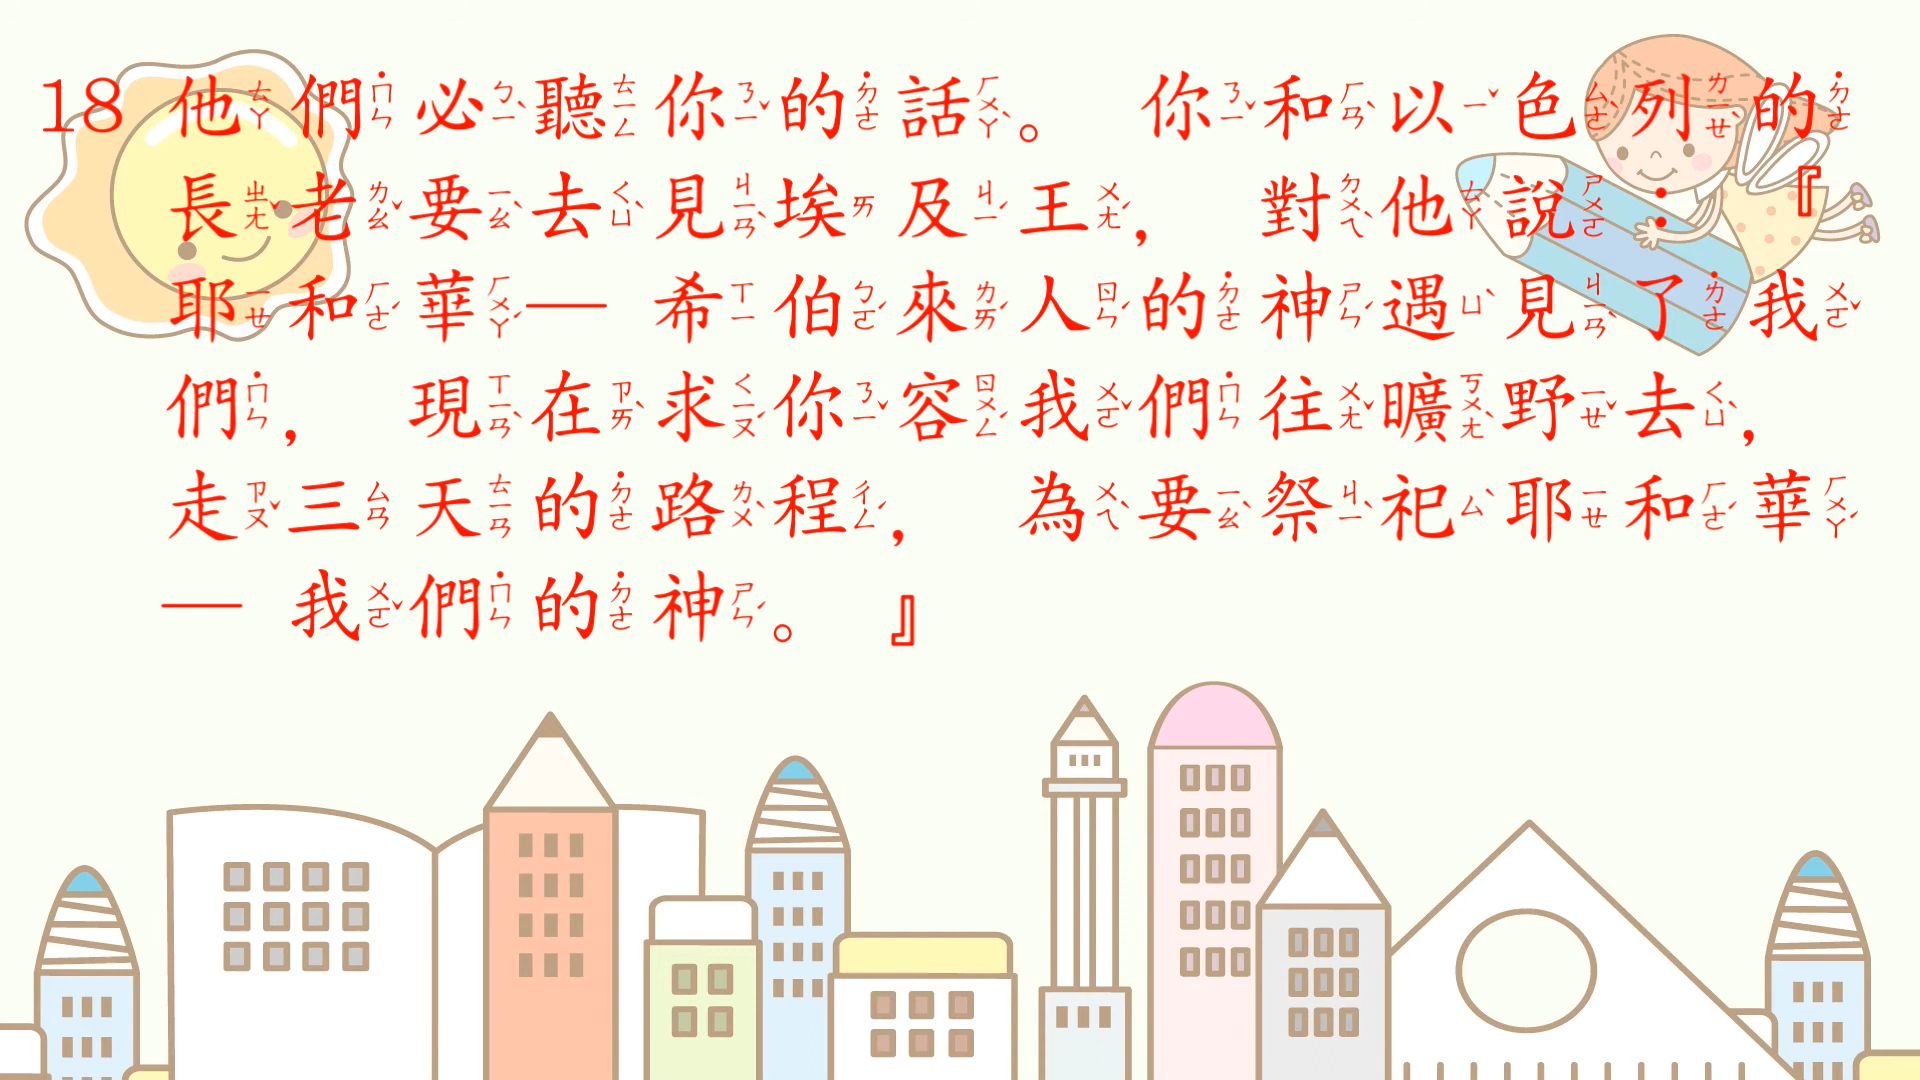 18 他們必聽你的話。 你和以色列的
長老要去見埃及王， 對他說：『
耶和華— 希伯來人的神遇見了我
們， 現在求你容我們往曠野去，
走三天的路程， 為要祭祀耶和華
— 我們的神。 』